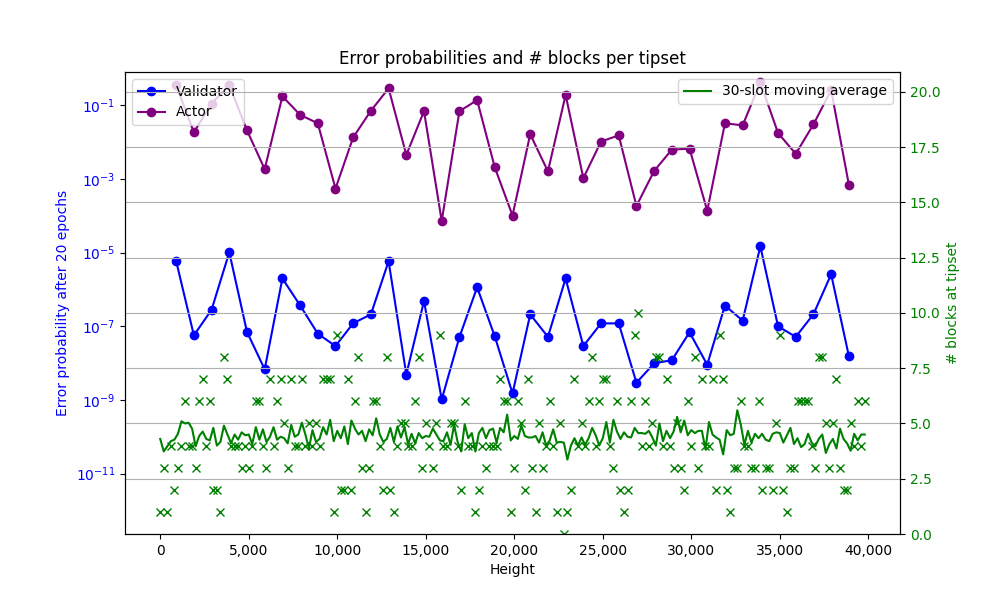 Error probabilities and # blocks per tipset
Validator
Actor
30-slot moving average
Error probability after 20 epochs
10⁻¹
10⁻³
10⁻⁵
10⁻⁷
10⁻⁹
10⁻¹¹
20.0
17.5
15.0
12.5
10.0
7.5
5.0
2.5
0.0
# blocks at tipset
0 5,000 10,000 15,000 20,000 25,000 30,000 35,000 40,000
Height